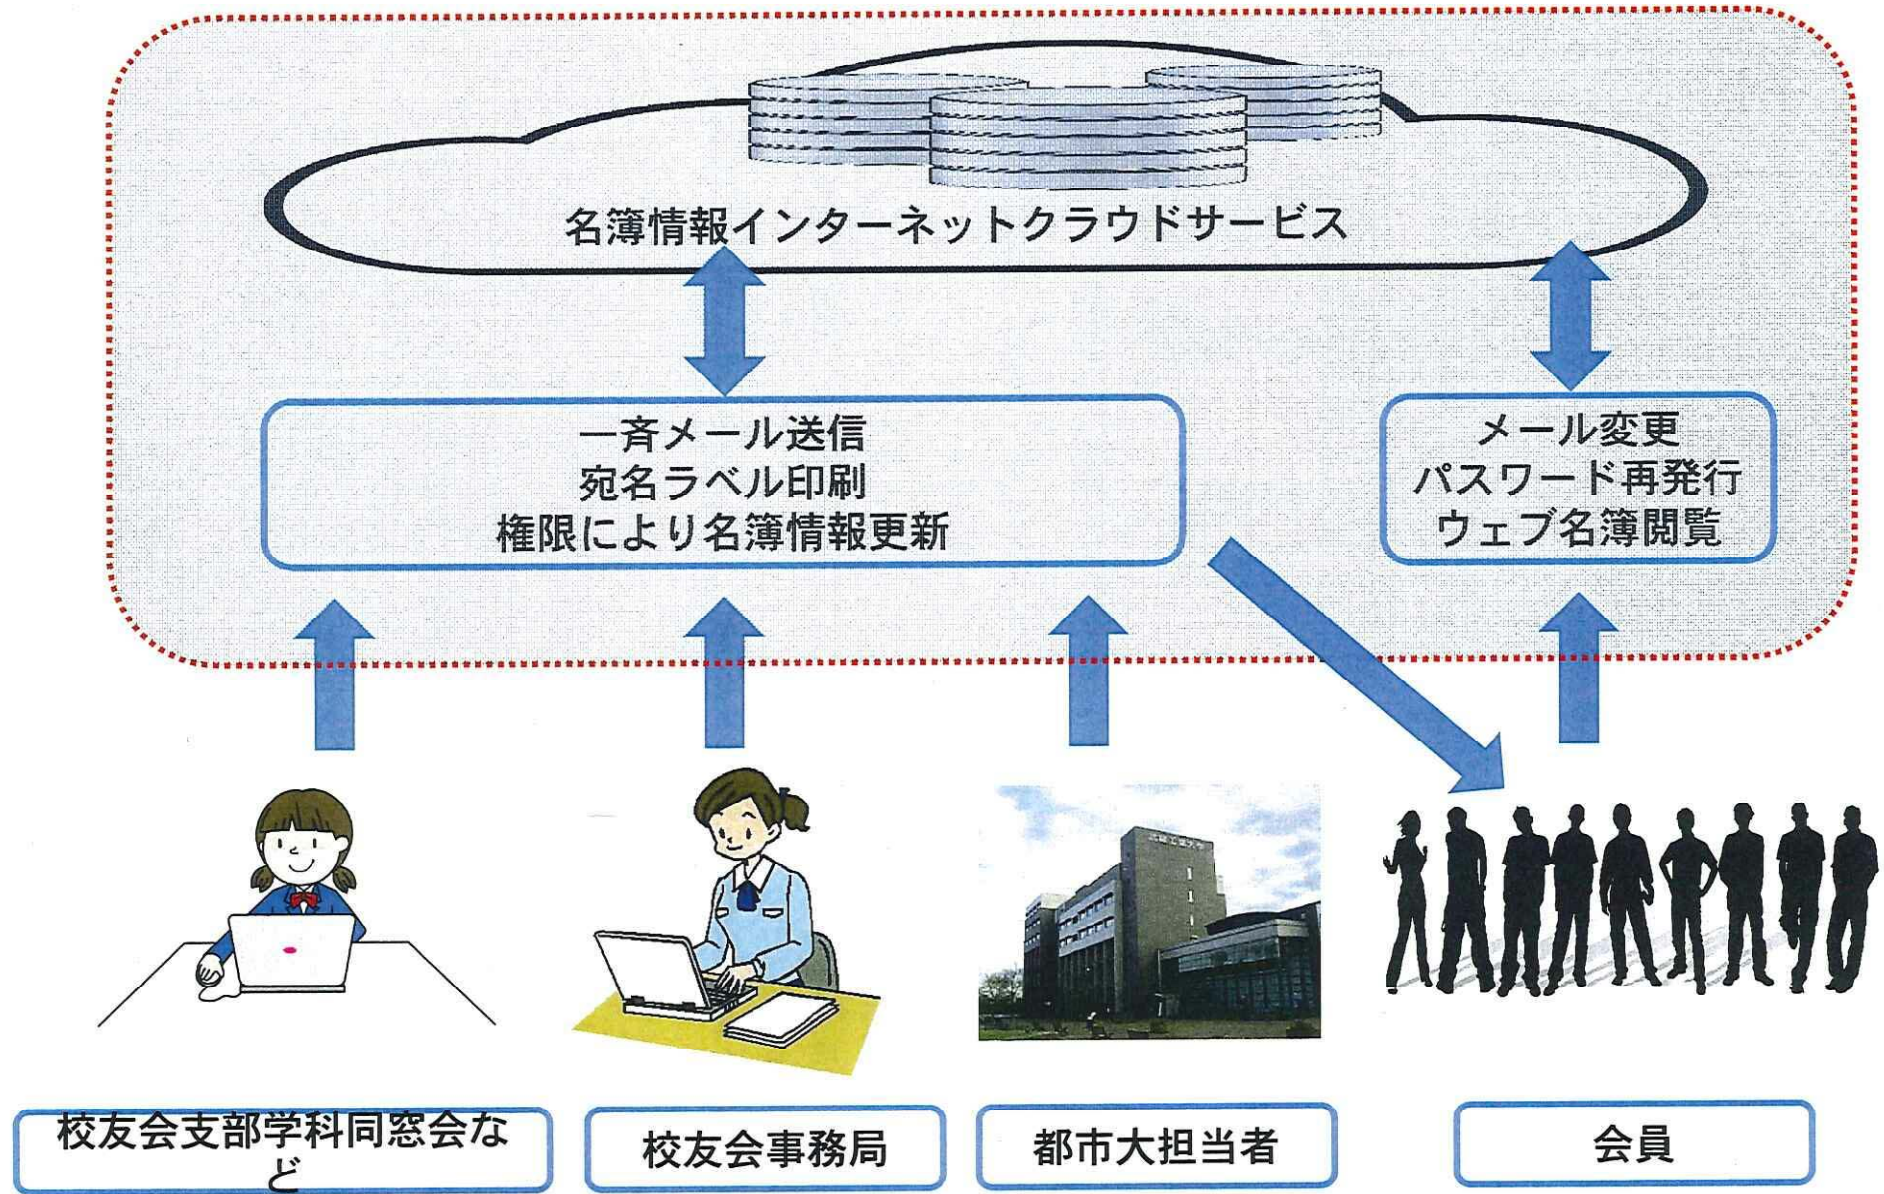 名簿情報インターネットクラウドサービス
一斉メール送信
宛名ラベル印刷
権限により名簿情報更新
メール変更
パスワード再発行
ウェブ名簿閲覧
校友会支部学科同窓会な
ど
校友会事務局
都市大担当者
会員